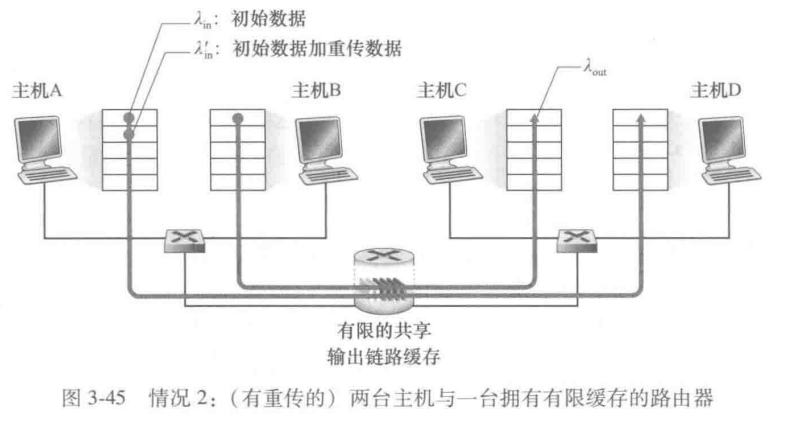 λin：初始数据
λ′in：初始数据加重传数据
λout
主机A
主机B
主机C
主机D
有限的共享
输出链路缓存
图 3-45 情况 2：（有重传的）两台主机与一台拥有有限缓存的路由器